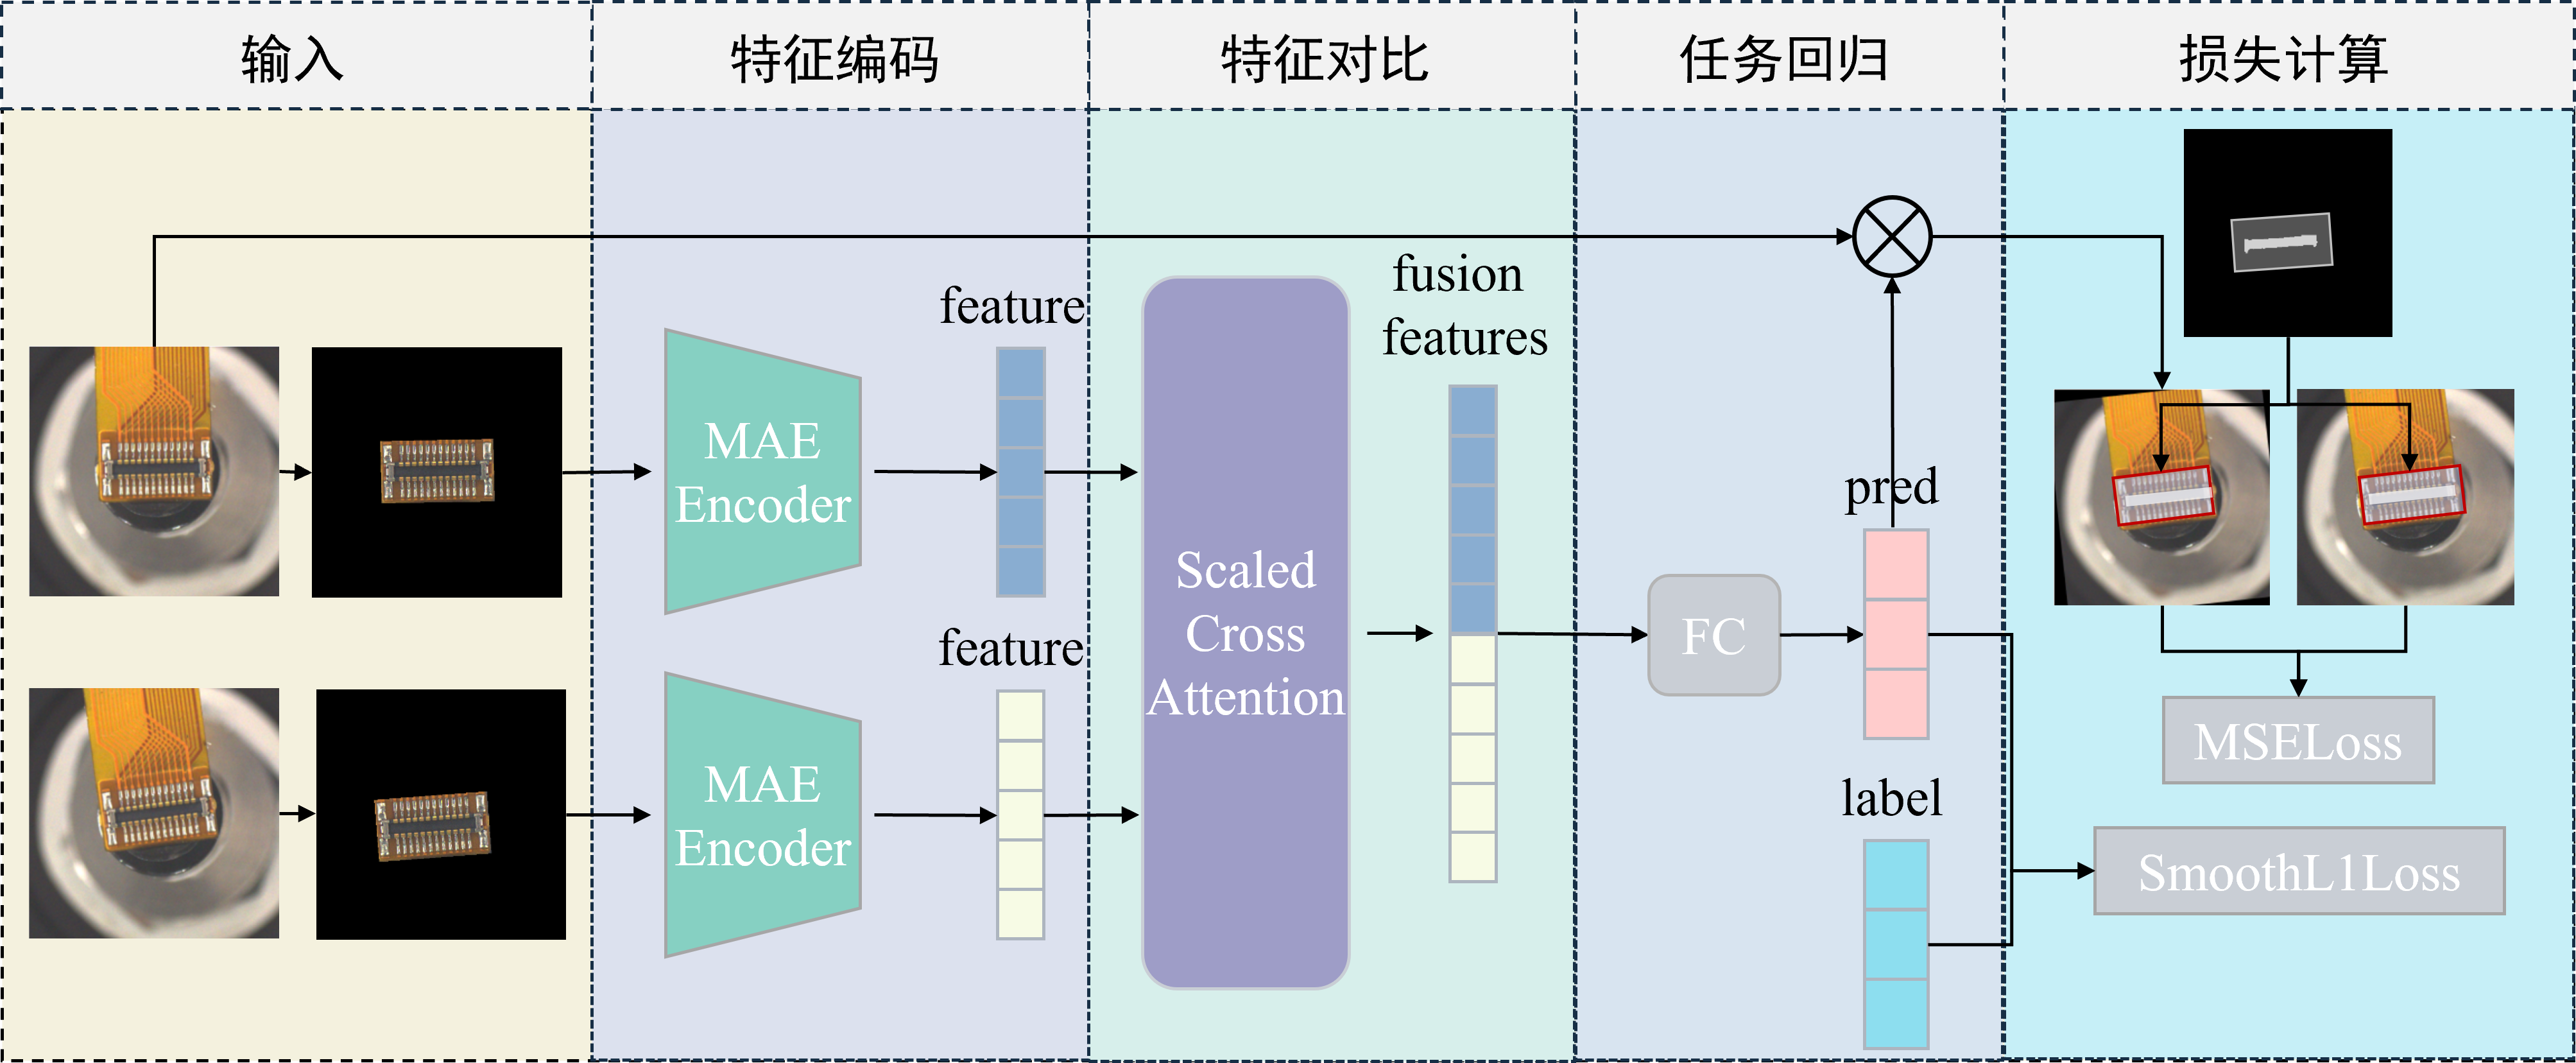 输入
特征编码
特征对比
任务回归
损失计算
feature
MAE
Encoder
feature
MAE
Encoder
Scaled
Cross
Attention
fusion
features
FC
pred
label
MSELoss
SmoothL1Loss